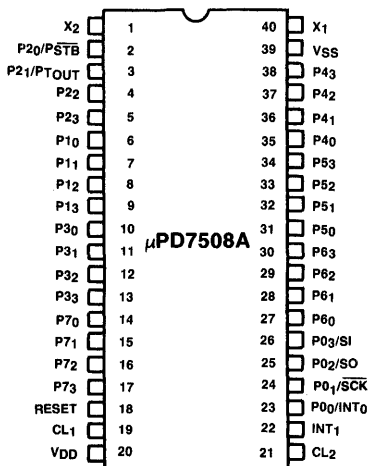 X2 1 40 X1
P20/PSTB 2 39 VSS
P21/PTOUT 3 38 P43
P22 4 37 P42
P23 5 36 P41
P10 6 35 P40
P11 7 34 P53
P12 8 33 P52
P13 9 32 P51
P30 10 31 P50
μPD7508A
P31 11 30 P63
P32 12 29 P62
P33 13 28 P61
P70 14 27 P60
P71 15 26 P03/SI
P72 16 25 P02/SO
P73 17 24 P01/SCK
RESET 18 23 P00/INT0
CL1 19 22 INT1
VDD 20 21 CL2